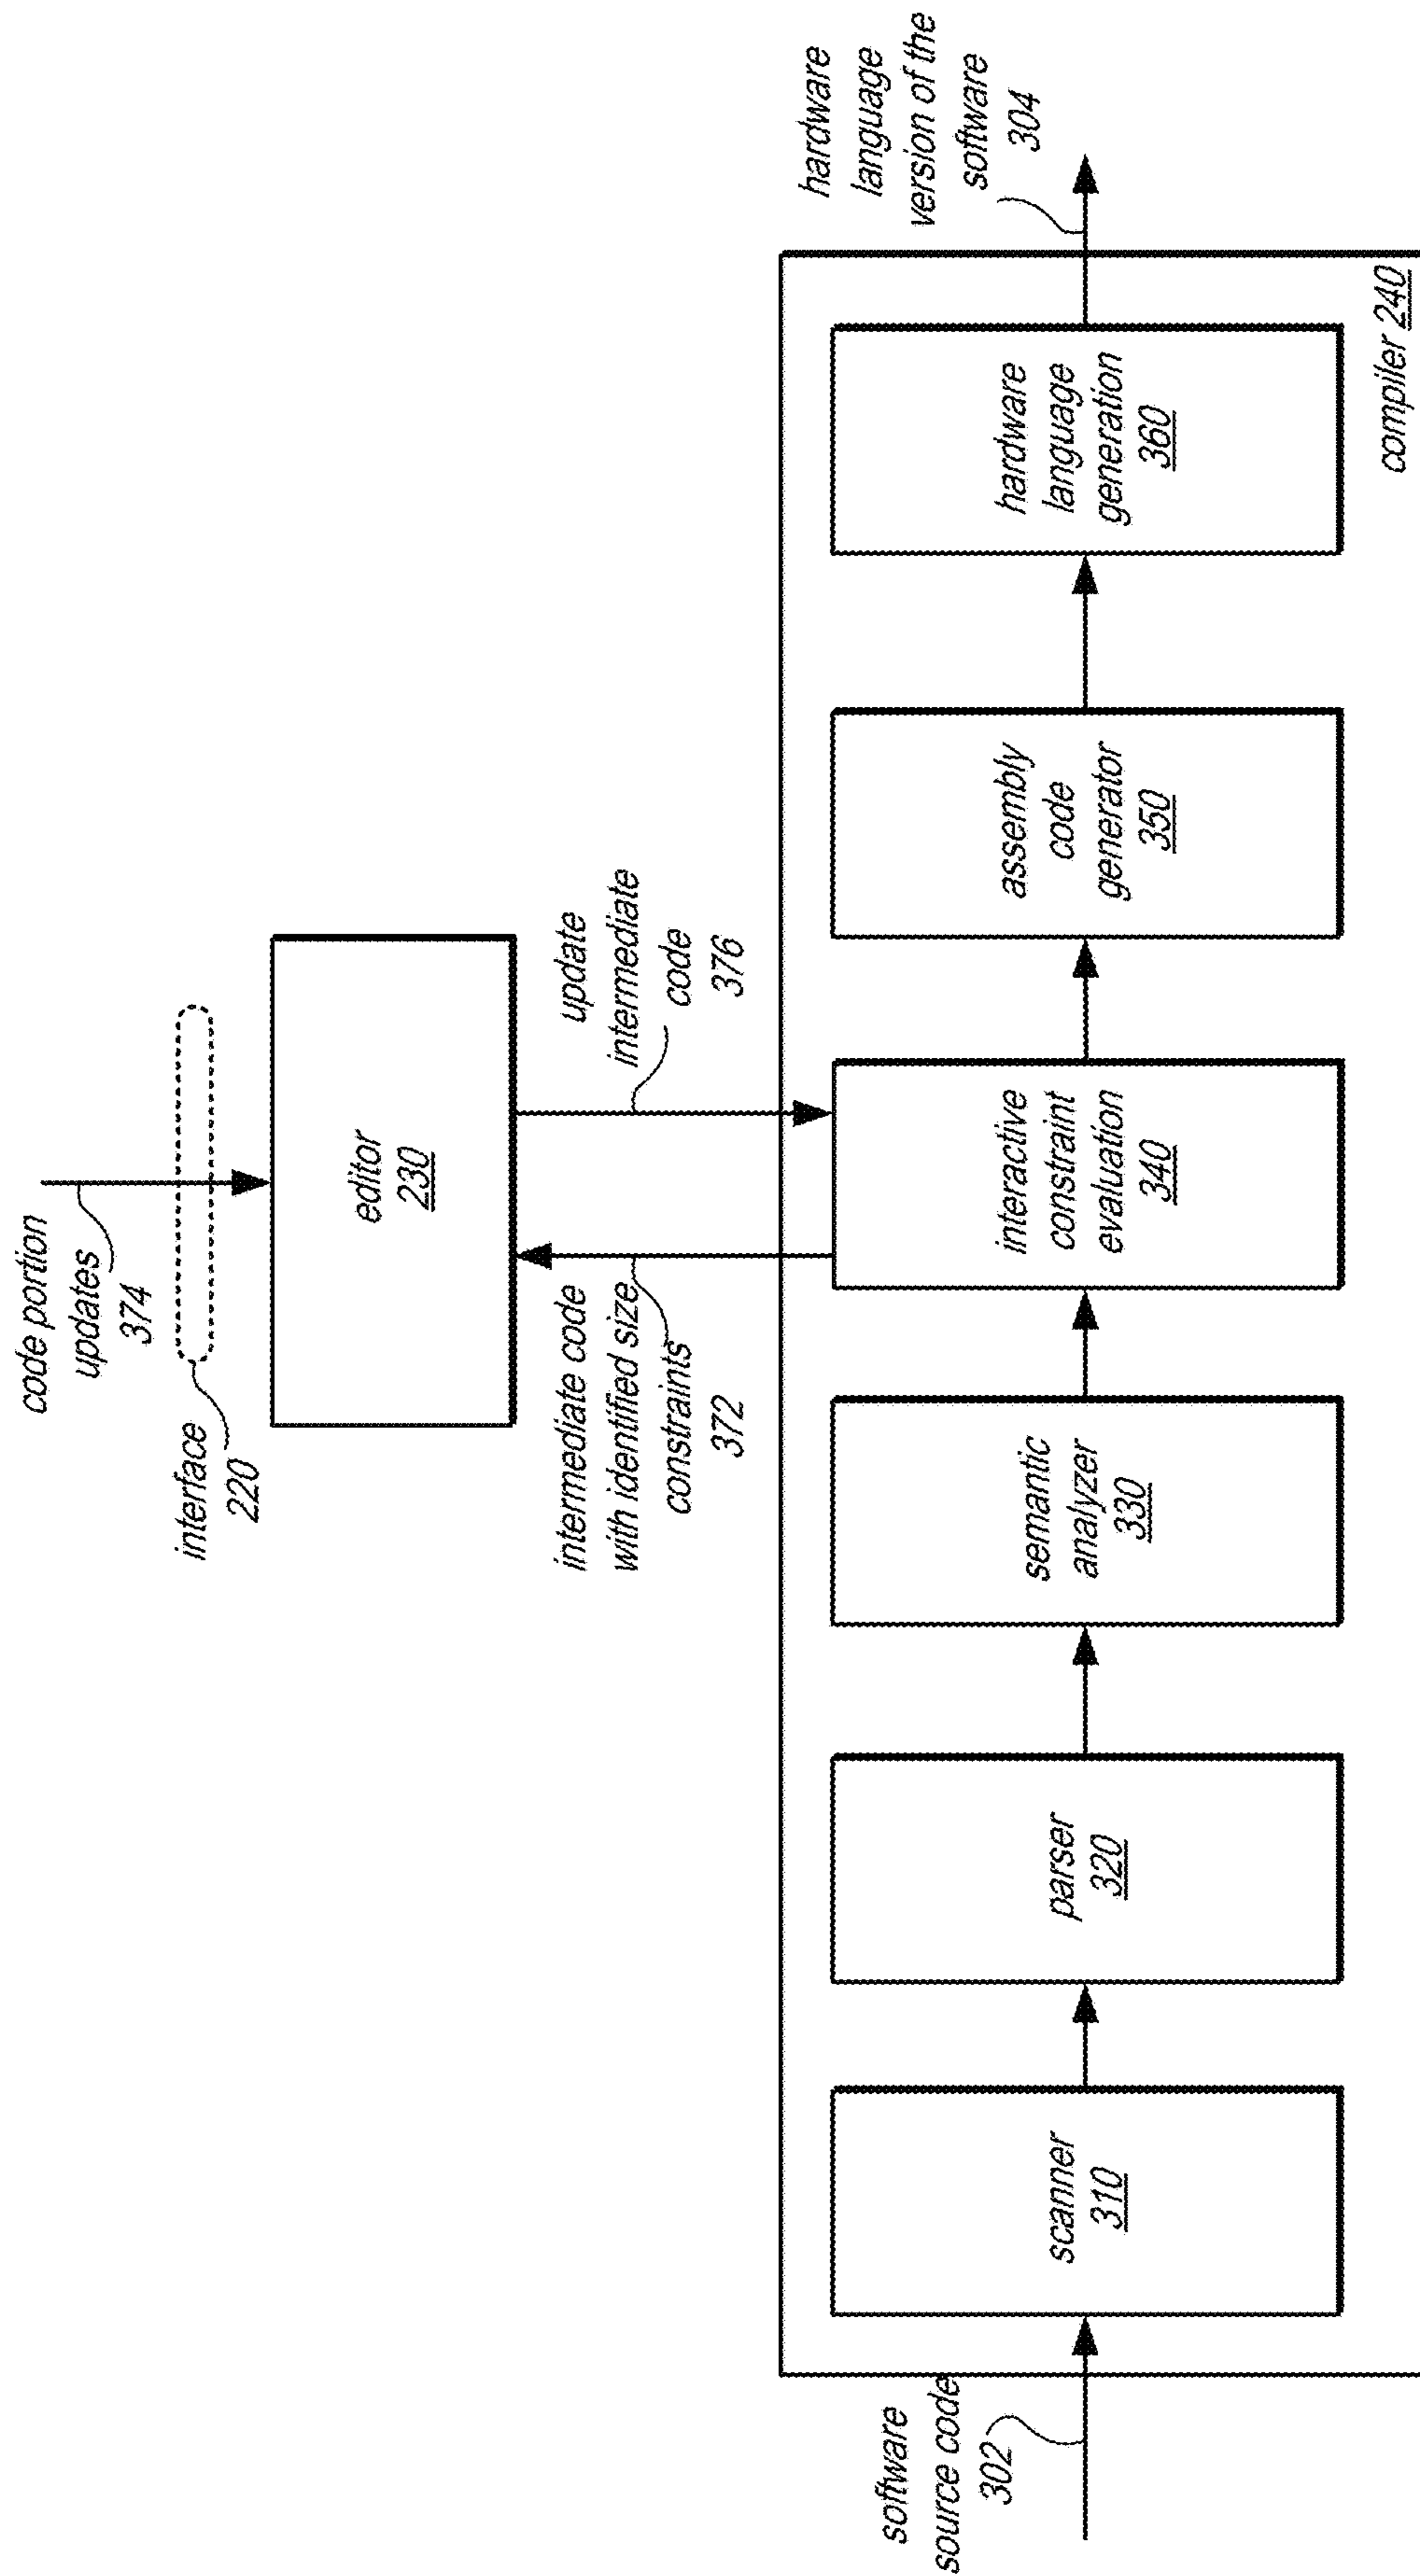 code portion
updates
374
interface
220
editor
230
intermediate code
with identified size
constraints
372
update
intermediate
code
376
software
source code
302
scanner
310
parser
320
semantic
analyzer
330
interactive
constraint
evaluation
340
assembly
code
generator
350
hardware
language
generation
360
hardware
language
version of the
software
304
compiler 240